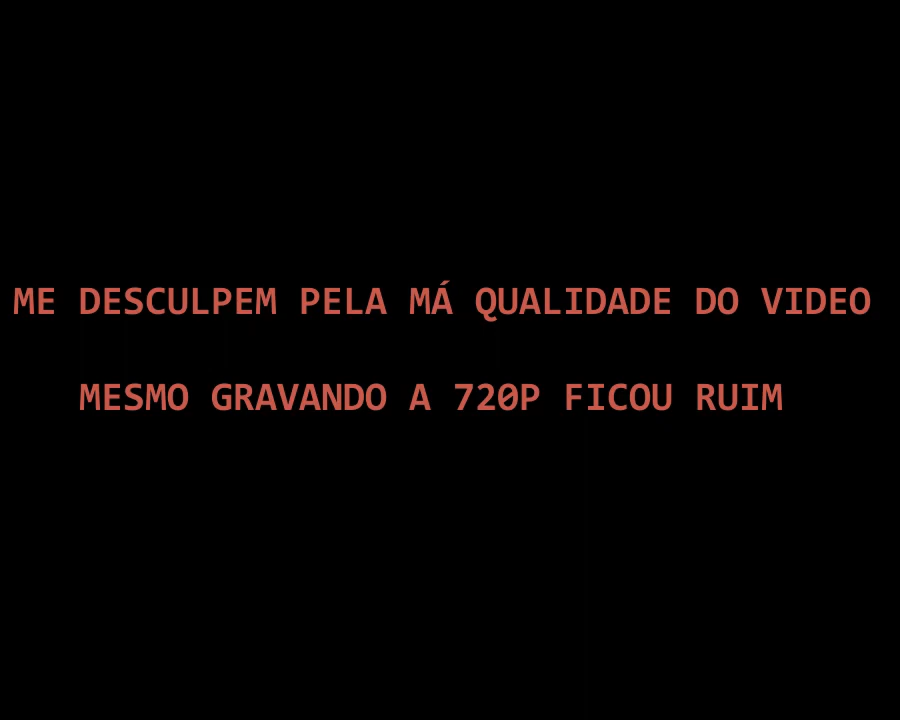 ME DESCULPEM PELA MÁ QUALIDADE DO VIDEO
MESMO GRAVANDO A 720P FICOU RUIM